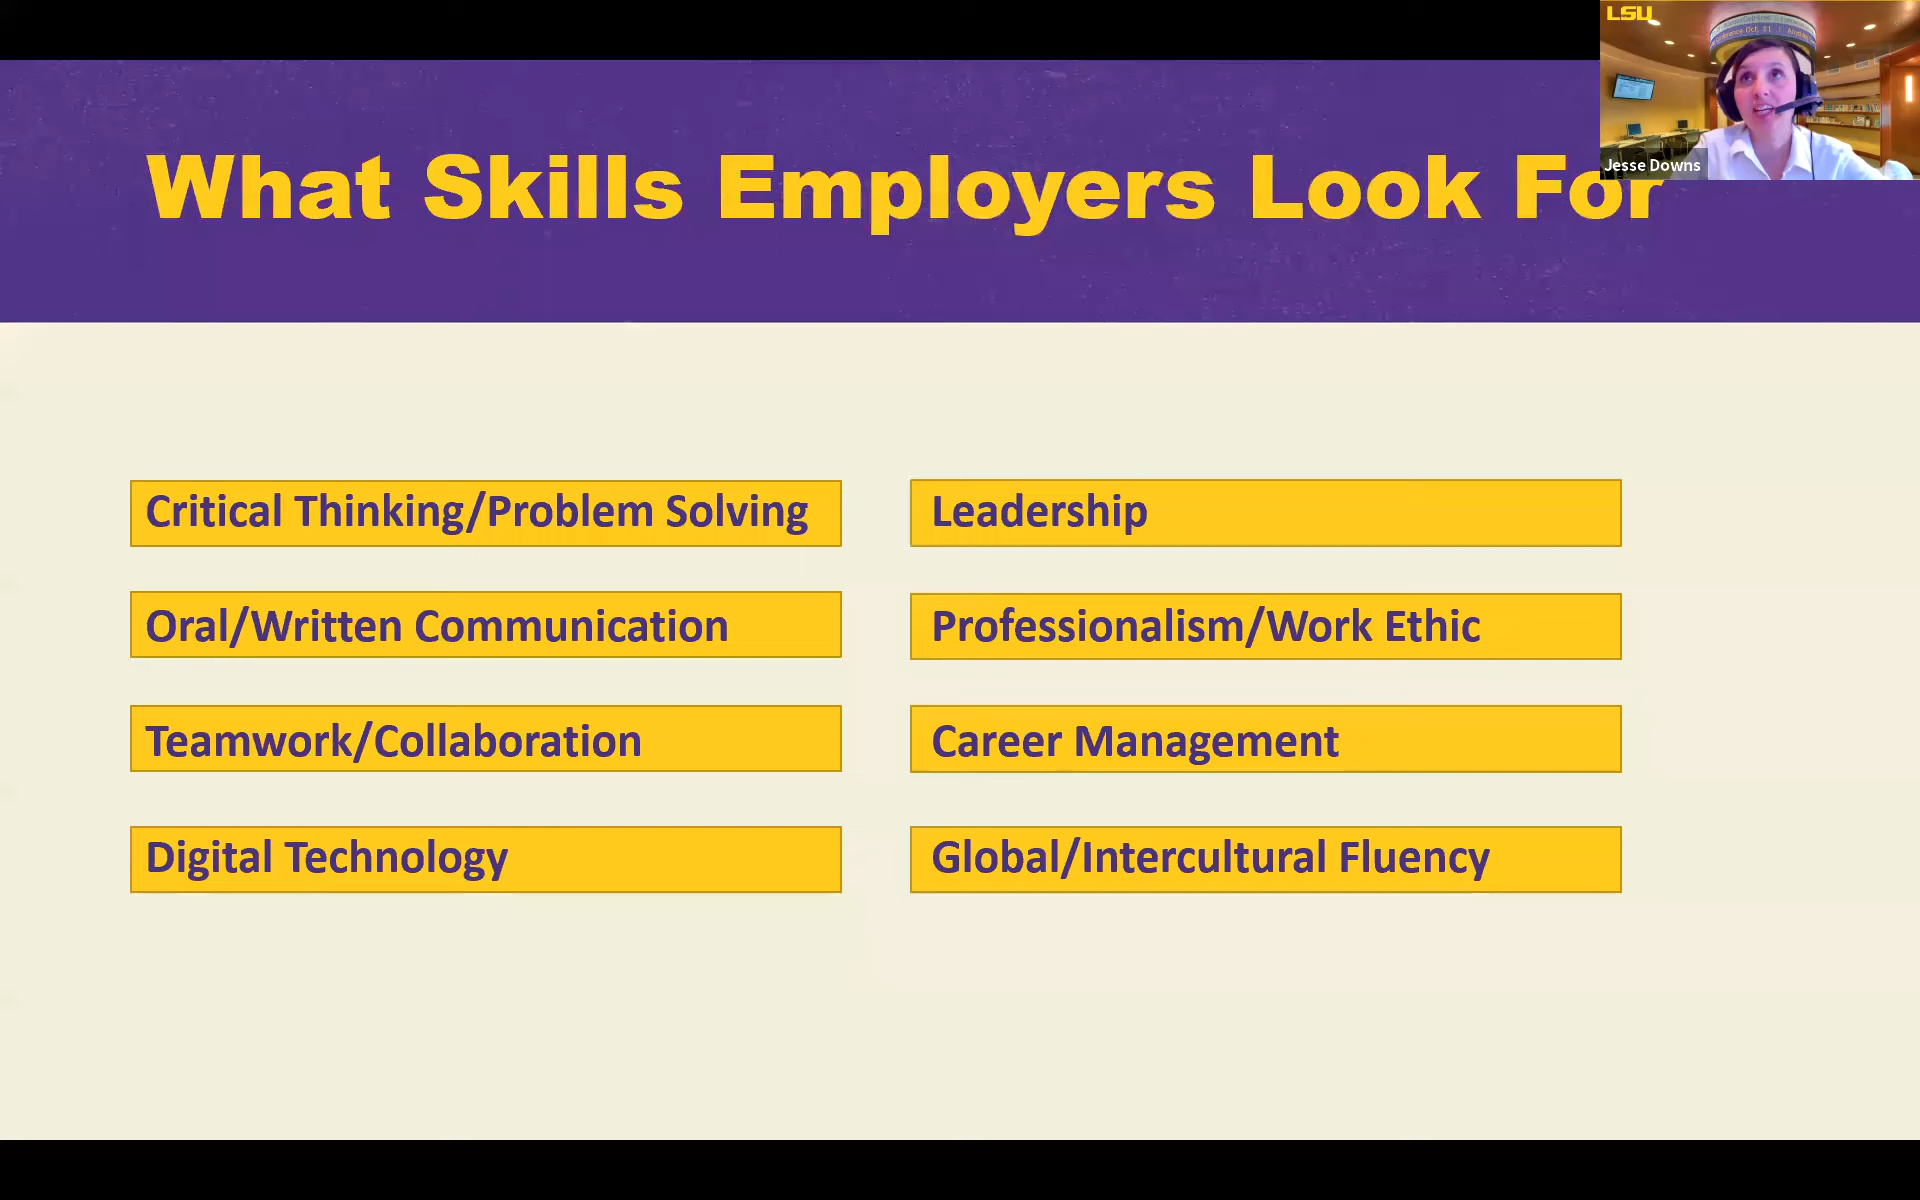 LSU
Jesse Downs
What Skills Employers Look For
Critical Thinking/Problem Solving
Leadership
Oral/Written Communication
Professionalism/Work Ethic
Teamwork/Collaboration
Career Management
Digital Technology
Global/Intercultural Fluency